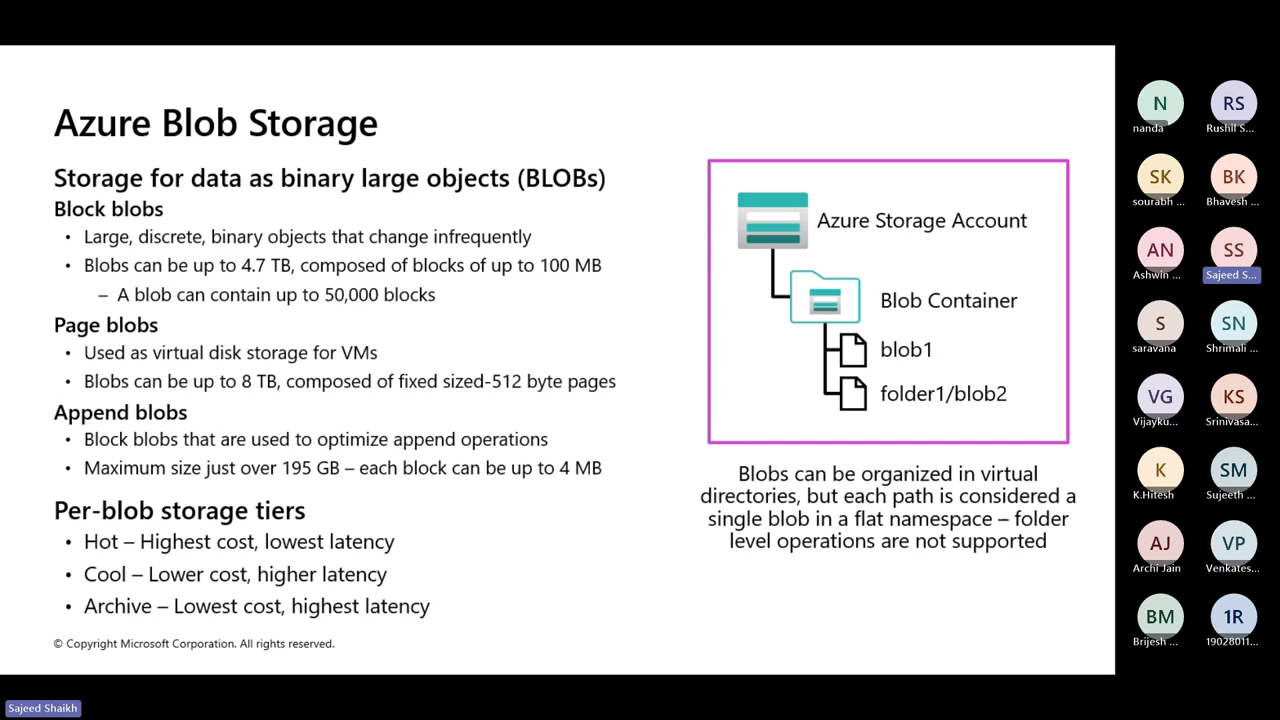 Azure Blob Storage
Storage for data as binary large objects (BLOBs)
Block blobs
• Large, discrete, binary objects that change infrequently
• Blobs can be up to 4.7 TB, composed of blocks of up to 100 MB
– A blob can contain up to 50,000 blocks
Page blobs
• Used as virtual disk storage for VMs
• Blobs can be up to 8 TB, composed of fixed sized-512 byte pages
Append blobs
• Block blobs that are used to optimize append operations
• Maximum size just over 195 GB – each block can be up to 4 MB
Per-blob storage tiers
• Hot – Highest cost, lowest latency
• Cool – Lower cost, higher latency
• Archive – Lowest cost, highest latency
© Copyright Microsoft Corporation. All rights reserved.
Azure Storage Account
Blob Container
blob1
folder1/blob2
Blobs can be organized in virtual
directories, but each path is considered a
single blob in a flat namespace – folder
level operations are not supported
N
nanda
RS
Rushil S...
SK
sourabh ...
BK
Bhavesh ...
AN
Ashwin ...
SS
Sajeed S...
S
saravana
SN
Shrimali ...
VG
Vijayku...
KS
Srinivasa...
K
K.Hitesh
SM
Sujeeth ...
AJ
Archi Jain
VP
Venkates...
BM
Brijesh ...
1R
19028011...
Sajeed Shaikh